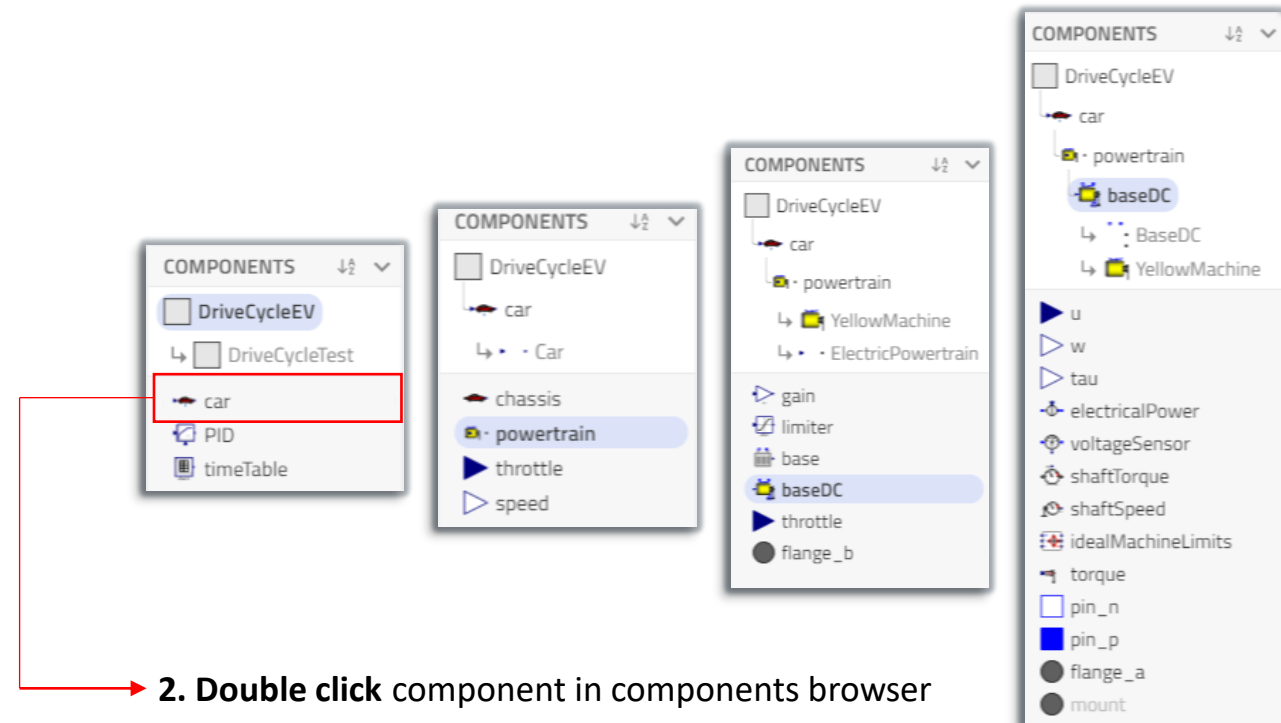 COMPONENTS
DriveCycleEV
DriveCycleTest
car
PID
timeTable
COMPONENTS
DriveCycleEV
car
Car
chassis
powertrain
throttle
speed
COMPONENTS
DriveCycleEV
car
powertrain
YellowMachine
ElectricPowertrain
gain
limiter
base
baseDC
throttle
flange_b
COMPONENTS
DriveCycleEV
car
powertrain
baseDC
BaseDC
YellowMachine
u
w
tau
electricalPower
voltageSensor
shaftTorque
shaftSpeed
idealMachineLimits
torque
pin_n
pin_p
flange_a
mount
2. Double click component in components browser